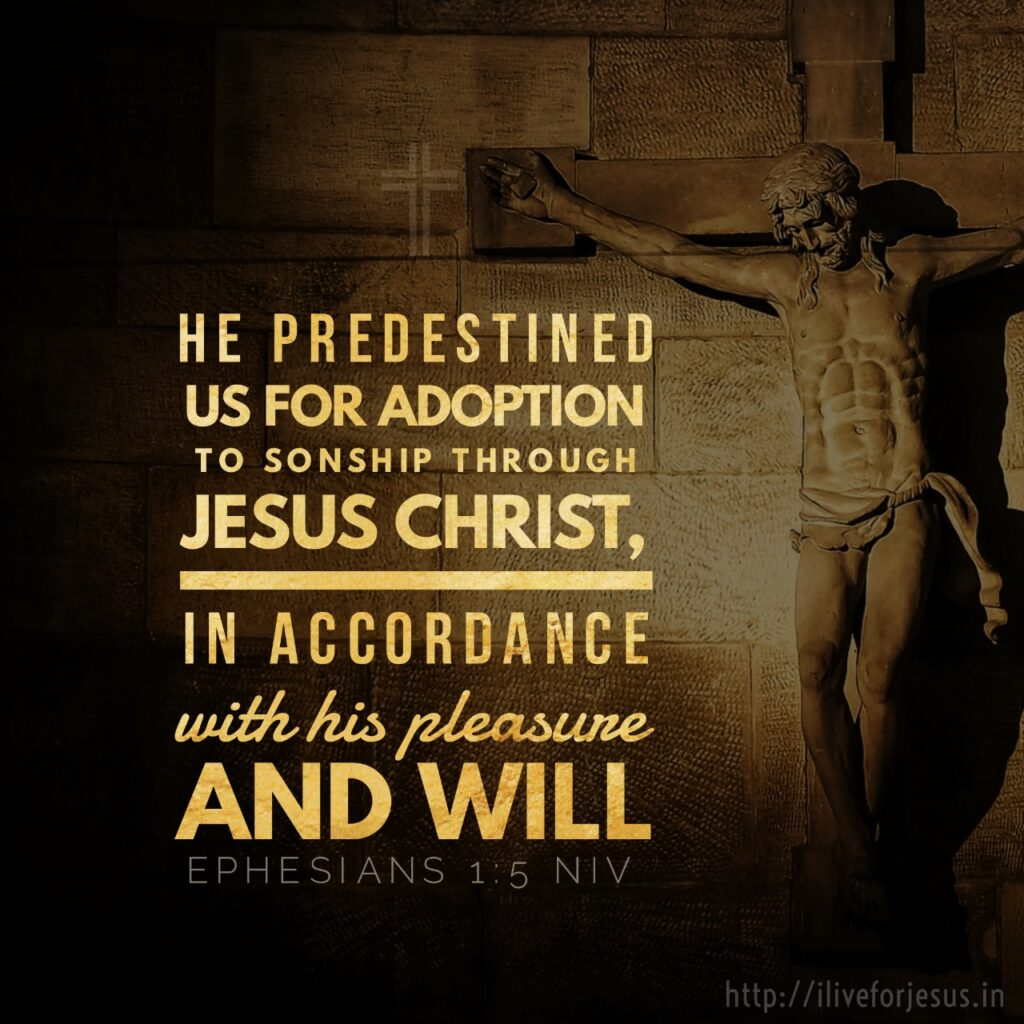 HE PREDESTINED
US FOR ADOPTION
TO SONSHIP THROUGH
JESUS CHRIST,
IN ACCORDANCE
with his pleasure
AND WILL
EPHESIANS 1:5 NIV
http://iliveforjesus.in